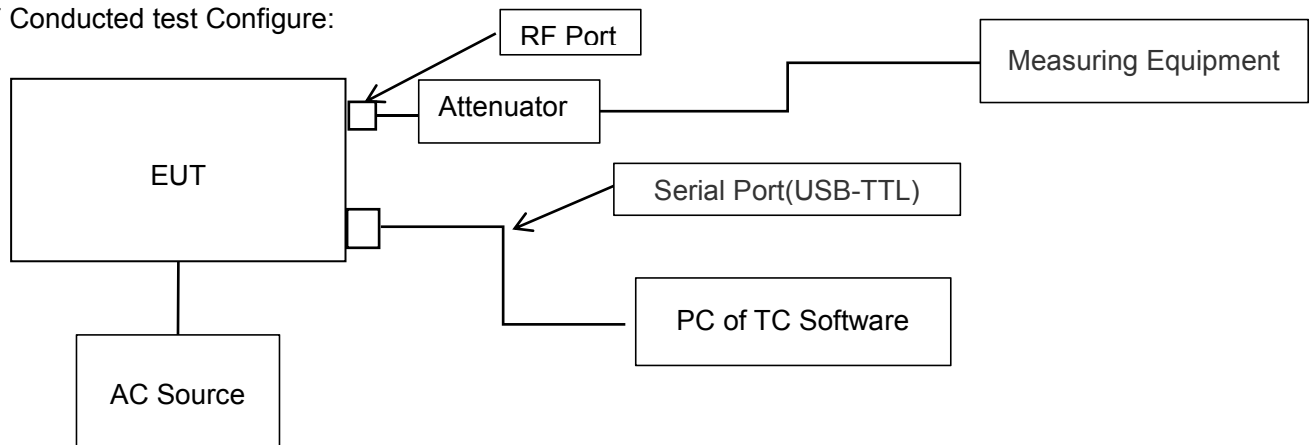 Conducted test Configure:
RF Port
Measuring Equipment
Attenuator
EUT
Serial Port(USB-TTL)
PC of TC Software
AC Source